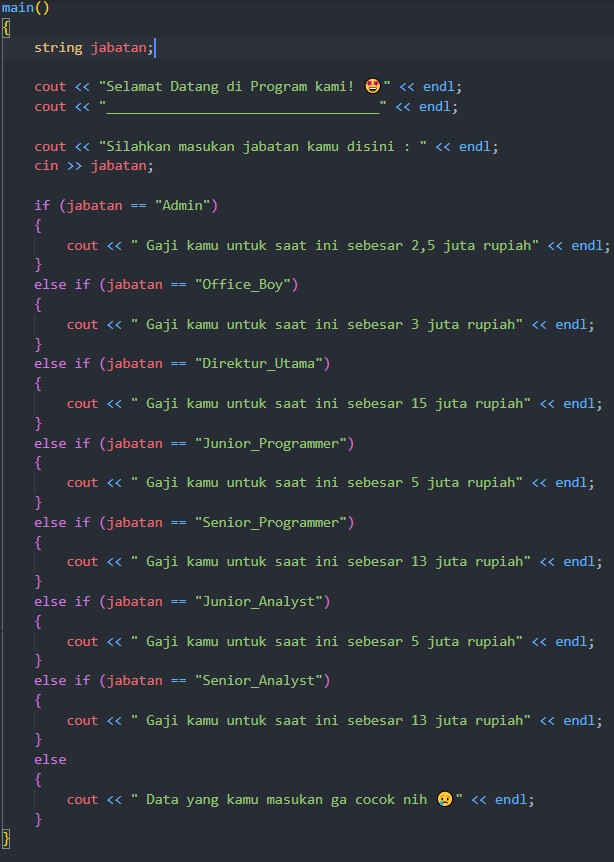 main()
{
    string jabatan;
    cout << "Selamat Datang di Program kami! 🤩" << endl;
    cout << "__________________________________" << endl;
    cout << "Silahkan masukan jabatan kamu disini : " << endl;
    cin >> jabatan;
    if (jabatan == "Admin")
    {
        cout << " Gaji kamu untuk saat ini sebesar 2,5 juta rupiah" << endl;
    }
    else if (jabatan == "Office_Boy")
    {
        cout << " Gaji kamu untuk saat ini sebesar 3 juta rupiah" << endl;
    }
    else if (jabatan == "Direktur_Utama")
    {
        cout << " Gaji kamu untuk saat ini sebesar 15 juta rupiah" << endl;
    }
    else if (jabatan == "Junior_Programmer")
    {
        cout << " Gaji kamu untuk saat ini sebesar 5 juta rupiah" << endl;
    }
    else if (jabatan == "Senior_Programmer")
    {
        cout << " Gaji kamu untuk saat ini sebesar 13 juta rupiah" << endl;
    }
    else if (jabatan == "Junior_Analyst")
    {
        cout << " Gaji kamu untuk saat ini sebesar 5 juta rupiah" << endl;
    }
    else if (jabatan == "Senior_Analyst")
    {
        cout << " Gaji kamu untuk saat ini sebesar 13 juta rupiah" << endl;
    }
    else
    {
        cout << " Data yang kamu masukan ga cocok nih 😢" << endl;
    }
}